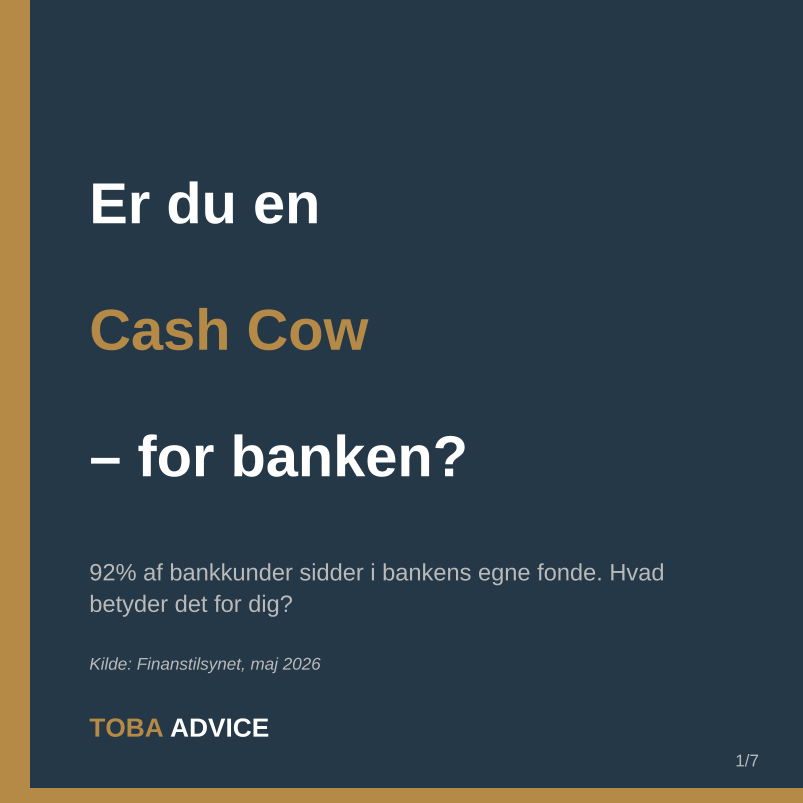 Er du en
Cash Cow
– for banken?
92% af bankkunder sidder i bankens egne fonde. Hvad
betyder det for dig?
Kilde: Finanstilsynet, maj 2026
TOBA ADVICE
1/7